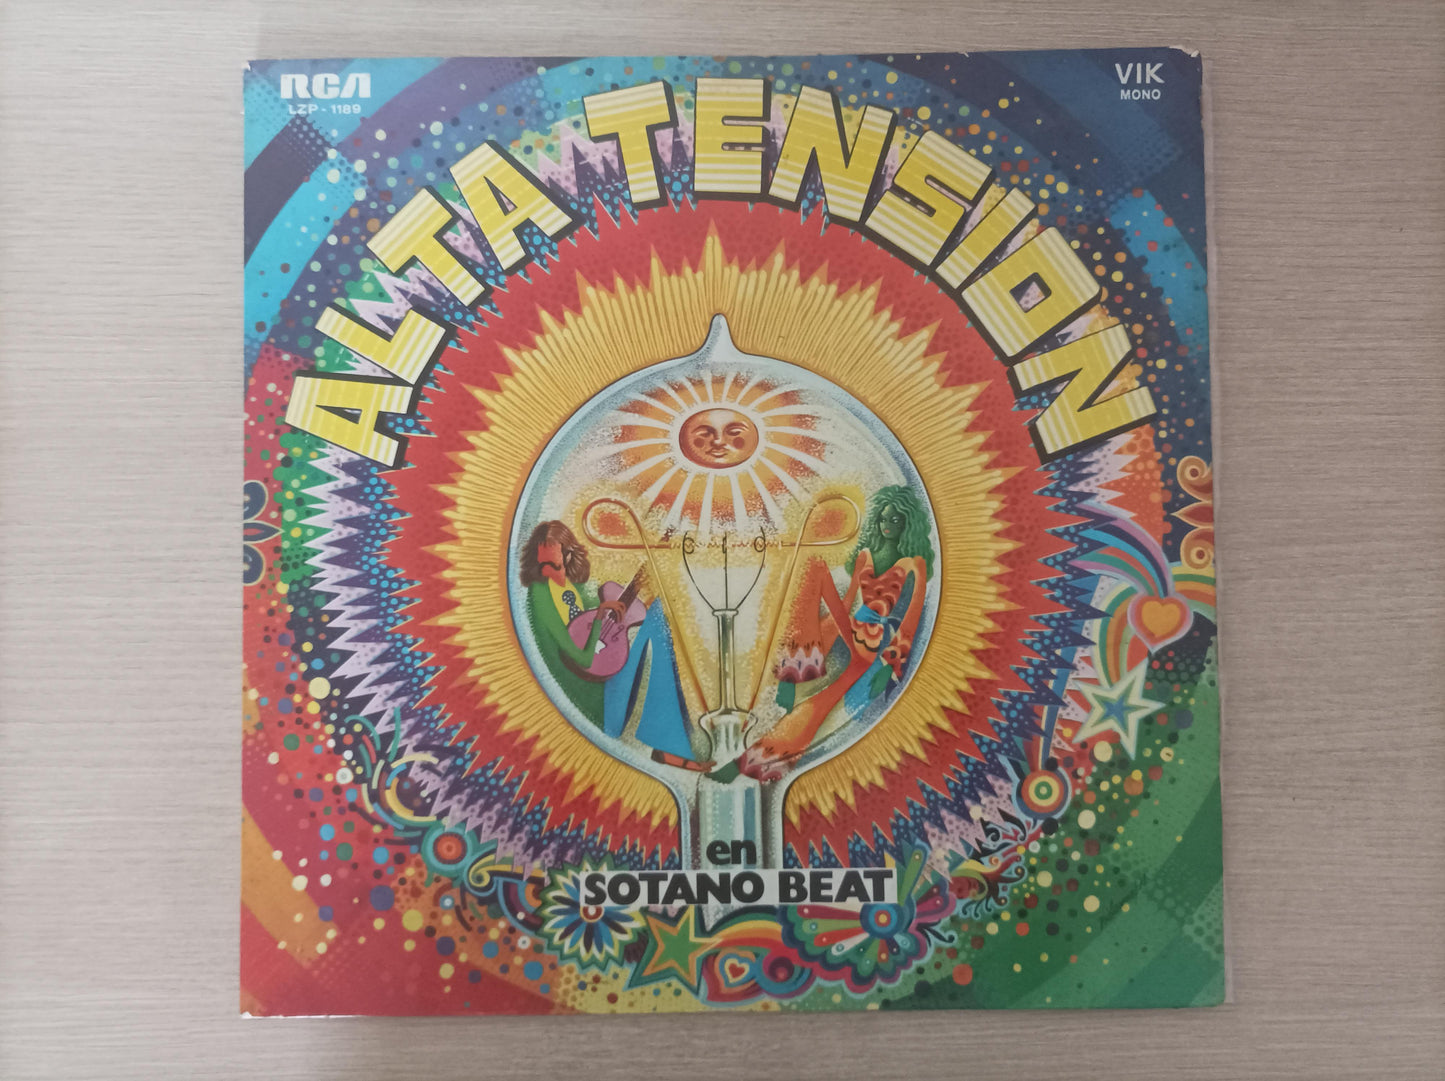 RCA
LZP - 1189
VIK
MONO
ALTA TENSION
en
SOTANO BEAT